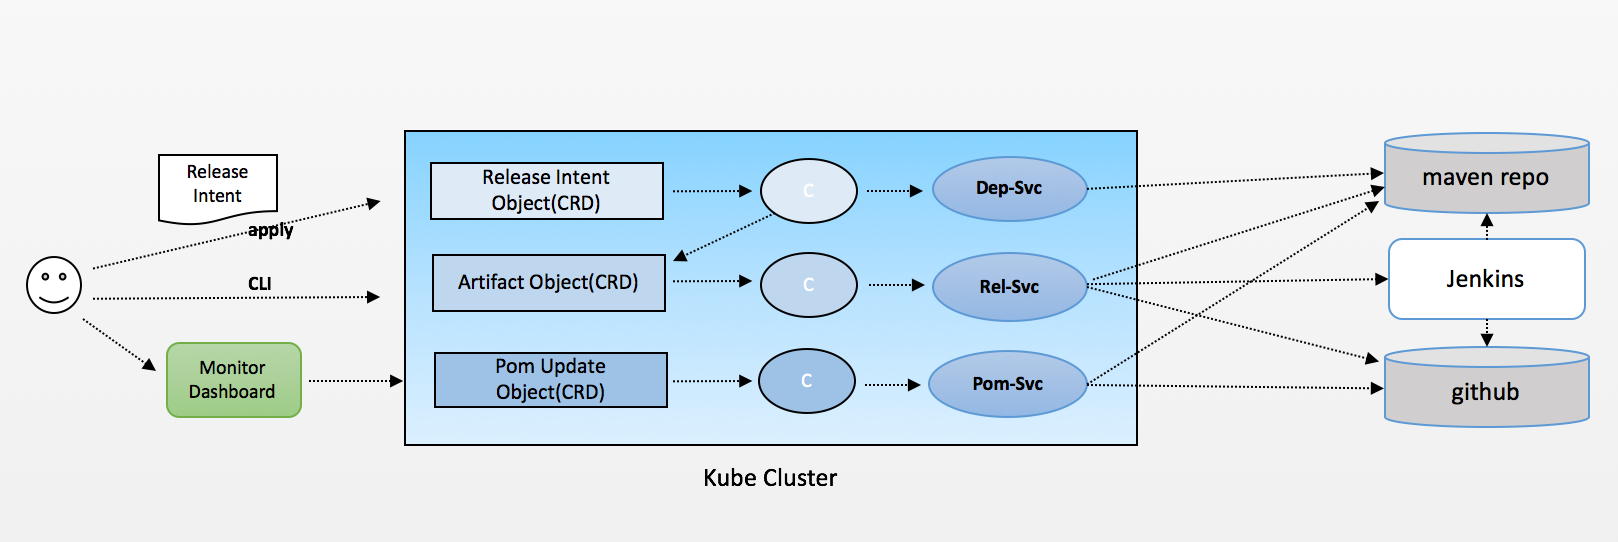 Release
Intent
apply
CLI
Monitor
Dashboard
Release Intent
Object(CRD)
C
Dep-Svc
Artifact Object(CRD)
C
Rel-Svc
Pom Update
Object(CRD)
C
Pom-Svc
Kube Cluster
maven repo
Jenkins
github